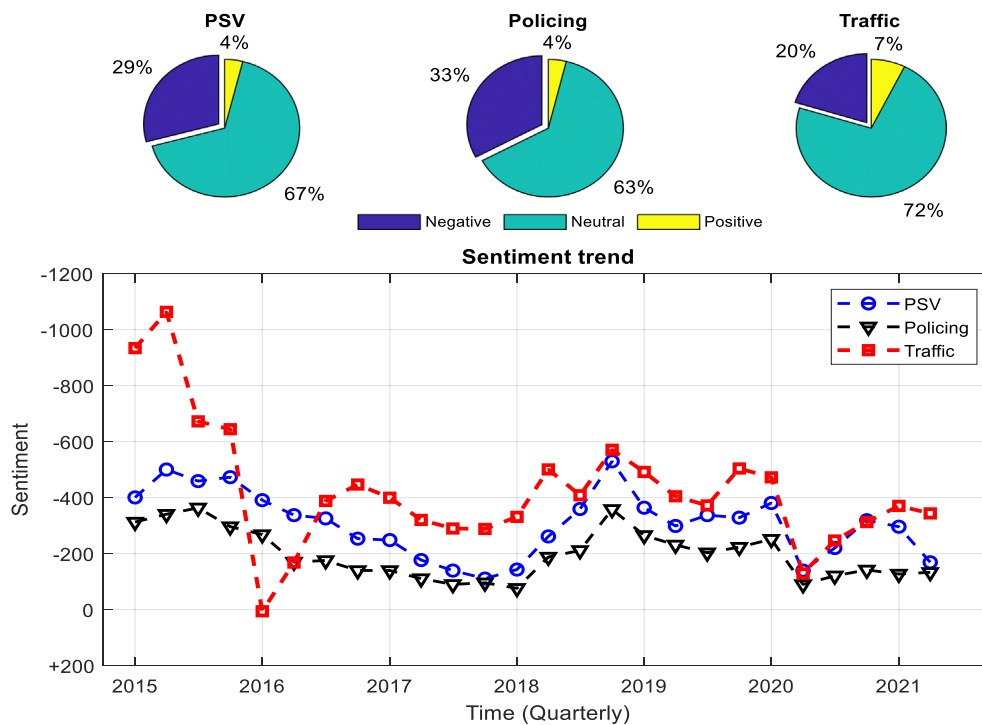 PSV
Policing
Traffic
4%
4%
7%
29%
33%
20%
67%
63%
72%
Negative
Neutral
Positive
Sentiment trend
-1200
-1000
-800
-600
-400
-200
0
+200
Sentiment
PSV
Policing
Traffic
2015
2016
2017
2018
2019
2020
2021
Time (Quarterly)